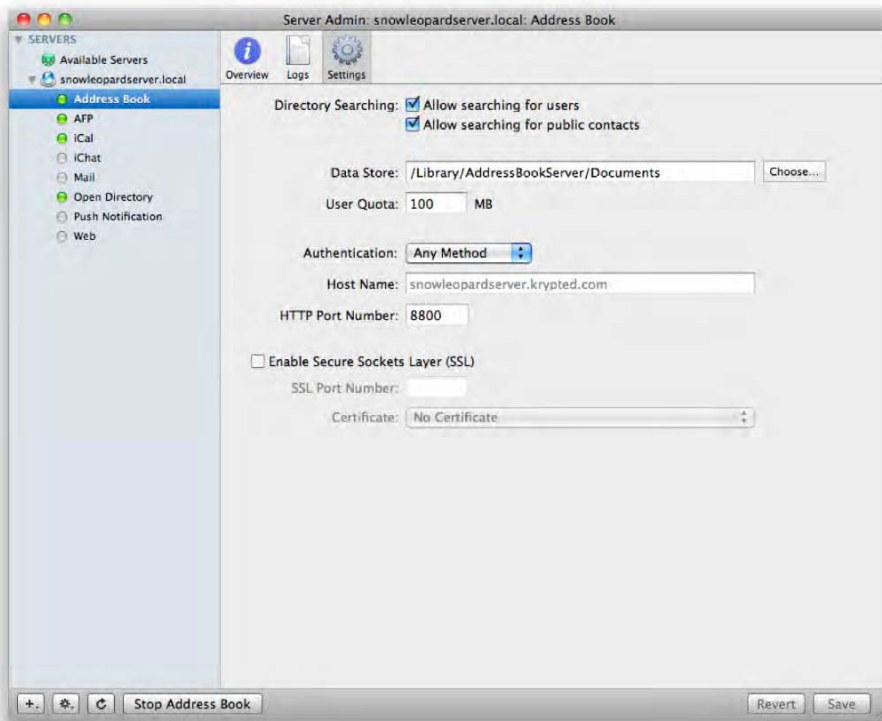 Server Admin: snowleopardserver.local: Address Book
SERVERS
Available Servers
snowleopardserver.local
Address Book
AFP
iCal
iChat
Mail
Open Directory
Push Notification
Web
Overview Logs Settings
Directory Searching: Allow searching for users
Allow searching for public contacts
Data Store: /Library/AddressBookServer/Documents Choose...
User Quota: 100 MB
Authentication: Any Method
Host Name: snowleopardserver.krypted.com
HTTP Port Number: 8800
Enable Secure Sockets Layer (SSL)
SSL Port Number:
Certificate: No Certificate
Stop Address Book Revert Save